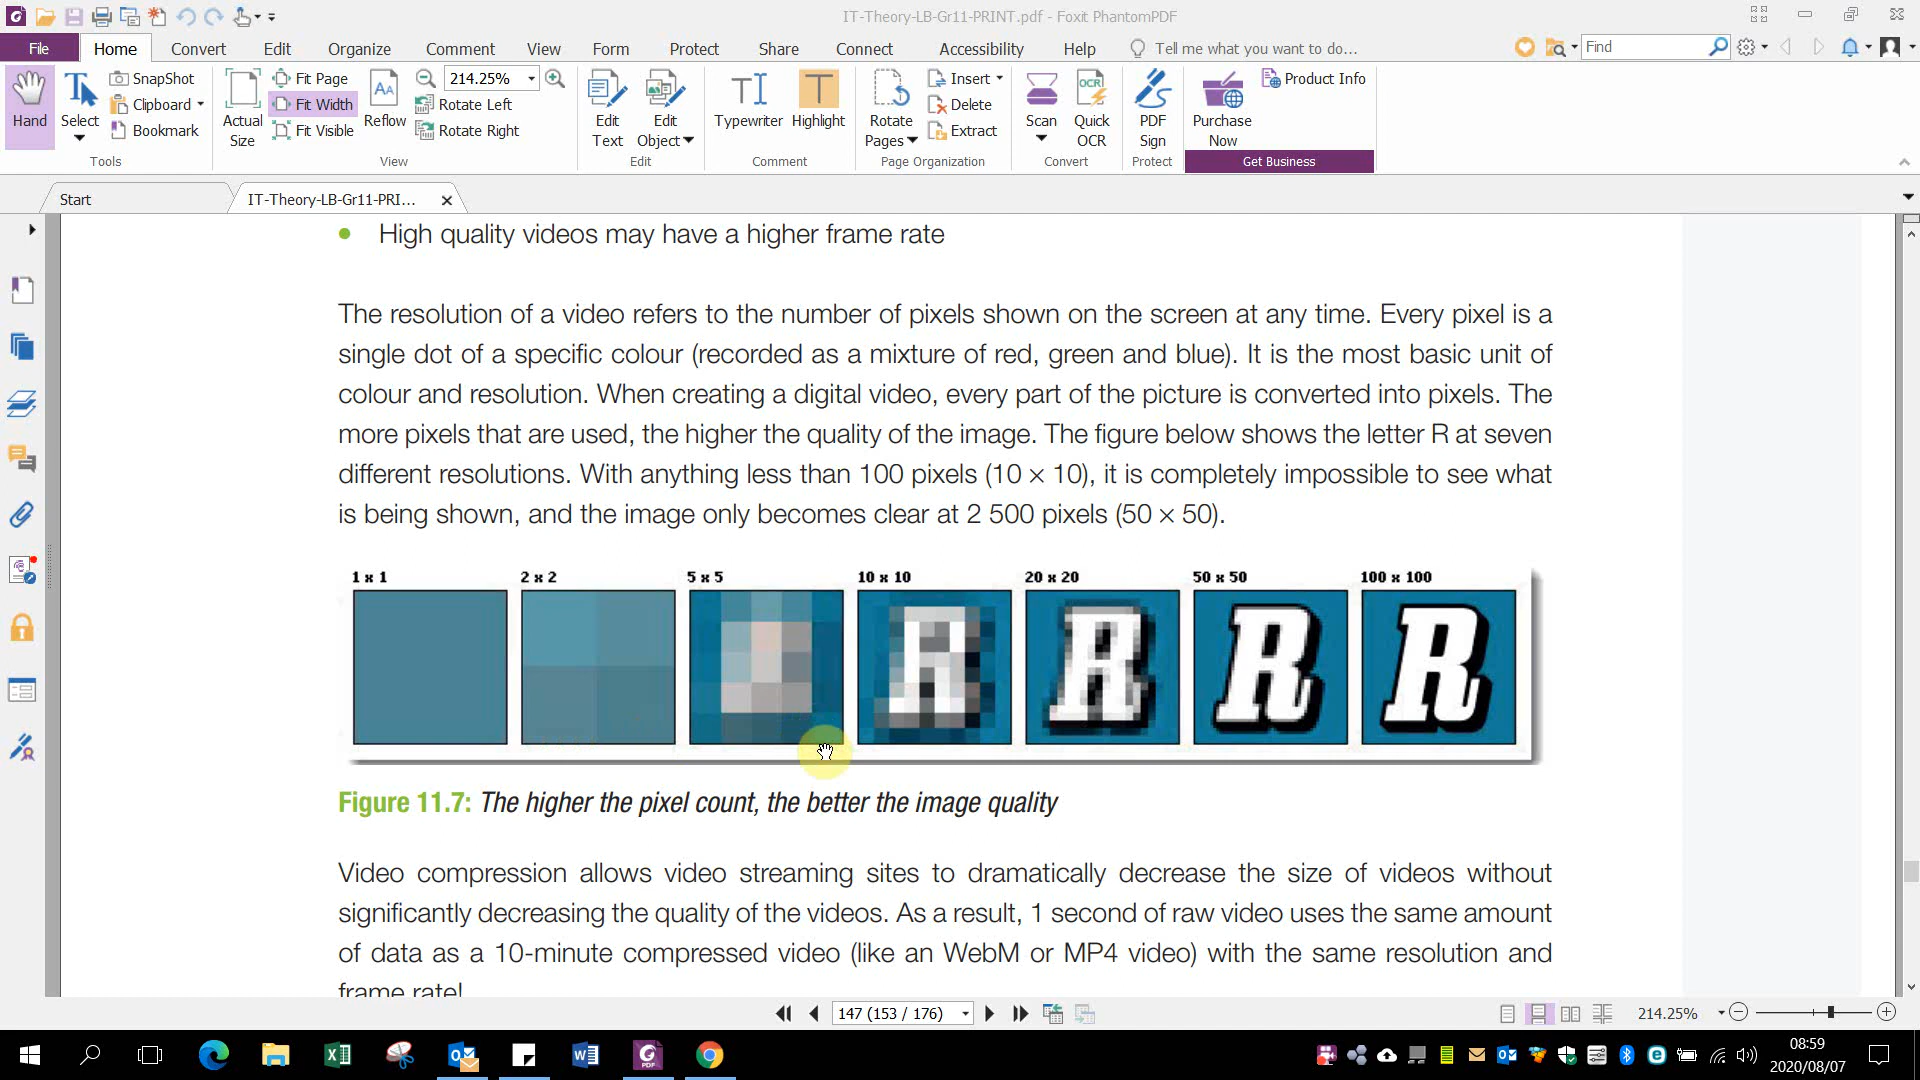 IT-Theory-LB-Gr11-PRINT.pdf - Foxit PhantomPDF
File Home Convert Edit Organize Comment View Form Protect Share Connect Accessibility Help Tell me what you want to do... Find
Hand Select SnapShot Clipboard Bookmark Actual Size Fit Page Fit Width Fit Visible Reflow 214.25% Rotate Left Rotate Right Edit Text Edit Object Typewriter Highlight Rotate Pages Insert Delete Extract Scan Quick OCR PDF Sign Purchase Now Product Info
Tools View Edit Comment Page Organization Convert Protect Get Business
Start IT-Theory-LB-Gr11-PRI...
• High quality videos may have a higher frame rate
The resolution of a video refers to the number of pixels shown on the screen at any time. Every pixel is a
single dot of a specific colour (recorded as a mixture of red, green and blue). It is the most basic unit of
colour and resolution. When creating a digital video, every part of the picture is converted into pixels. The
more pixels that are used, the higher the quality of the image. The figure below shows the letter R at seven
different resolutions. With anything less than 100 pixels (10 × 10), it is completely impossible to see what
is being shown, and the image only becomes clear at 2 500 pixels (50 × 50).
1 x 1 2 x 2 5 x 5 10 x 10 20 x 20 50 x 50 100 x 100
R R R R
Figure 11.7: The higher the pixel count, the better the image quality
Video compression allows video streaming sites to dramatically decrease the size of videos without
significantly decreasing the quality of the videos. As a result, 1 second of raw video uses the same amount
of data as a 10-minute compressed video (like an WebM or MP4 video) with the same resolution and
frame rate!
147 (153 / 176) 214.25%
08:59
2020/08/07